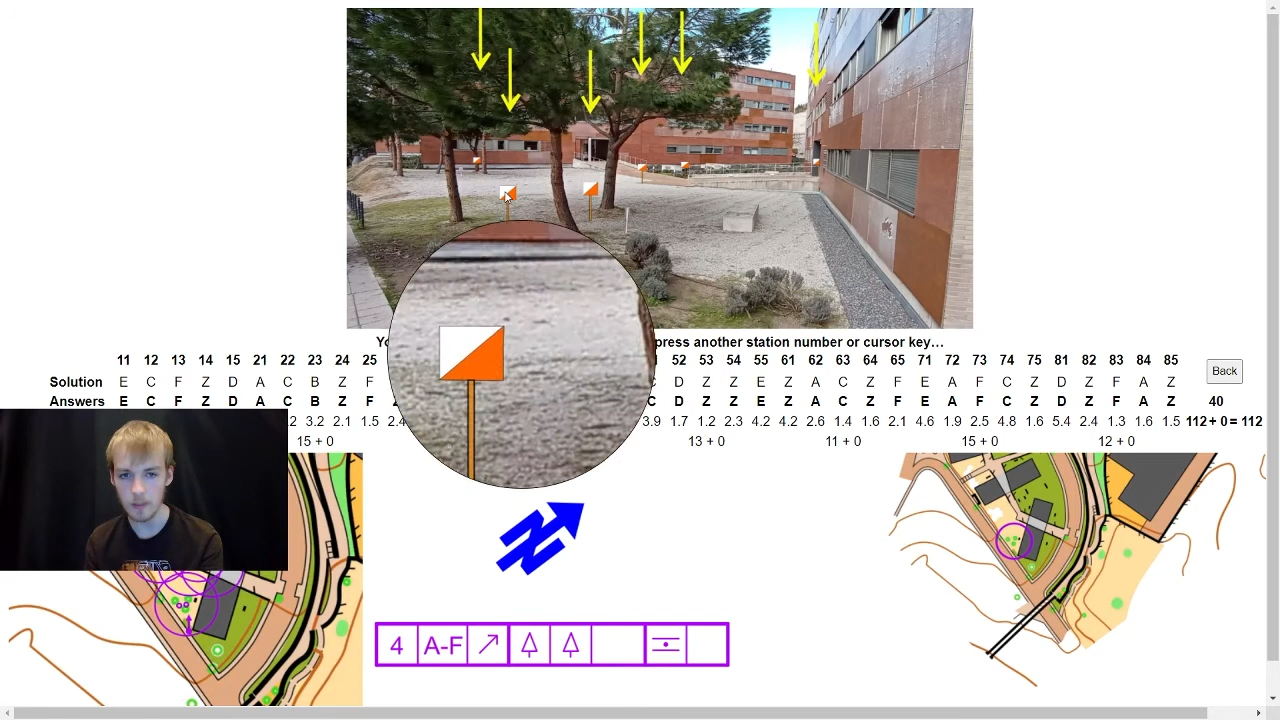 Yo press another station number or cursor key…
11 12 13 14 15 21 22 23 24 25 52 53 54 55 61 62 63 64 65 71 72 73 74 75 81 82 83 84 85
Back
Solution E C F Z D A C B Z F D Z Z E Z A C Z F E A F C Z D Z F A Z
Answers E C F Z D A C B Z F C D Z Z E Z A C Z F E A F C Z D Z F A Z 40
2 3.2 2.1 1.5 2.4 3.9 1.7 1.2 2.3 4.2 4.2 2.6 1.4 1.6 2.1 4.6 1.9 2.5 4.8 1.6 5.4 2.4 1.3 1.6 1.5 112 + 0 = 112
15 + 0 13 + 0 11 + 0 15 + 0 12 + 0
N
4 A-F